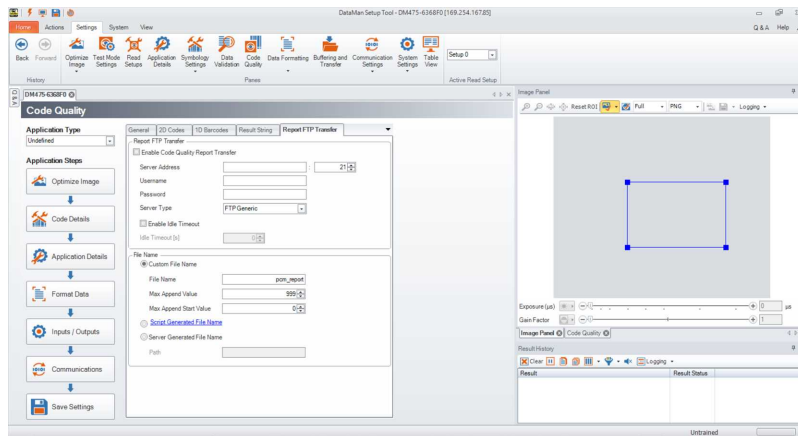 DataMan Setup Tool - DM475-6368F0 [169.254.167.85]
Home Actions Settings System View Q & A Help
Back Forward Optimize Image Test Mode Settings Read Setups Application Details Symbology Settings Data Validation Code Quality Data Formatting Buffering and Transfer Communication Settings System Settings Table View Setup 0
History Panes Active Read Setup
Q & A DM475-6368F0 Image Panel
Code Quality Reset ROI Full PNG Logging
Application Type General 2D Codes 1D Barcodes Result String Report FTP Transfer
Undefined Report FTP Transfer
Enable Code Quality Report Transfer
Application Steps Server Address : 21
Optimize Image Username
Password
Code Details Server Type FTPGeneric
Enable Idle Timeout
Idle Timeout [s] 0
Application Details File Name
Custom File Name
Format Data File Name pcm_report
Max Append Value 999
Max Append Start Value 0
Exposure (µs) 0 µs
Gain Factor 1
Inputs / Outputs Script Generated File Name
Server Generated File Name
Path
Image Panel Code Quality
Result History
Communications Clear Logging
Result Result Status
Save Settings
Untrained